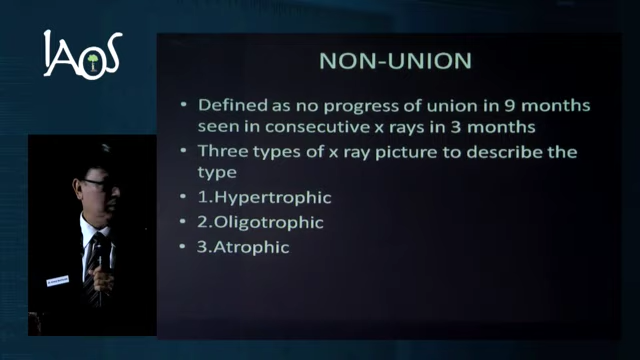 IAOS
NON-UNION
• Defined as no progress of union in 9 months
seen in consecutive x rays in 3 months
• Three types of x ray picture to describe the
type
• 1.Hypertrophic
• 2.Oligotrophic
• 3.Atrophic